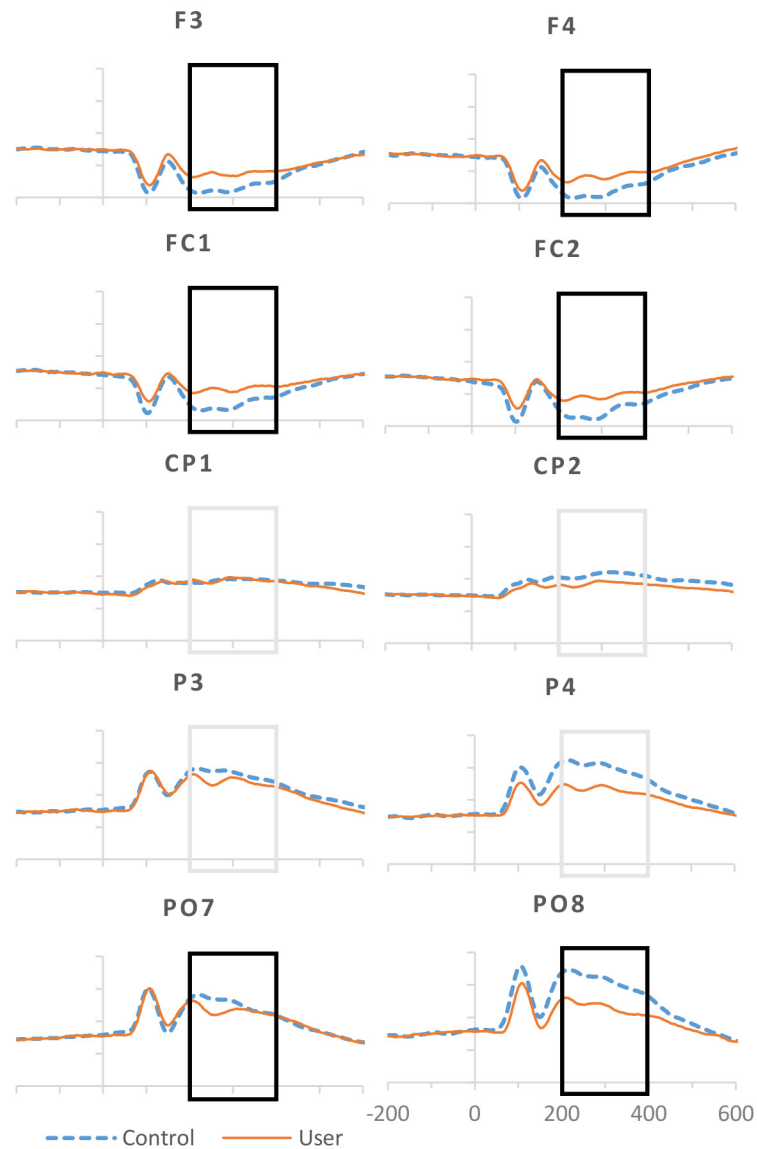 F3
F4
FC1
FC2
CP1
CP2
P3
P4
PO7
PO8
-200 0 200 400 600
Control User